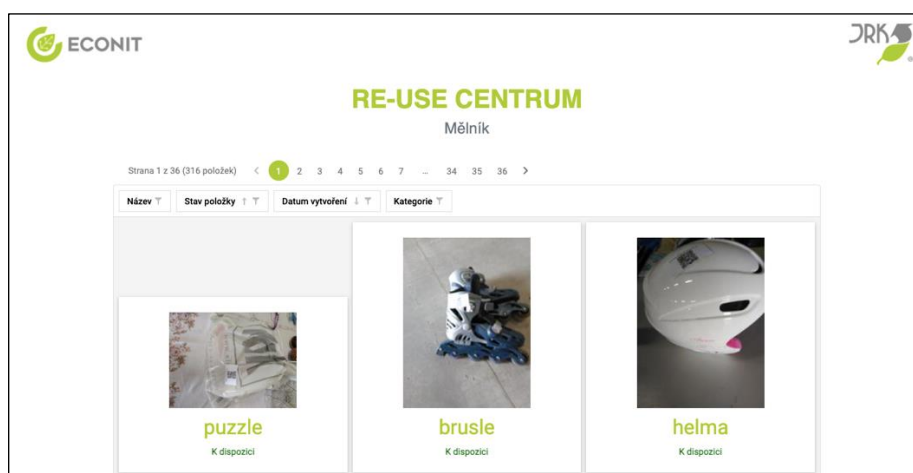 ECONIT
JRK
RE-USE CENTRUM
Mělník
Strana 1 z 36 (316 položek) < 1 2 3 4 5 6 7 … 34 35 36 >
Název Stav položky ↑ Datum vytvoření ↓ Kategorie
puzzle brusle helma
K dispozici K dispozici K dispozici